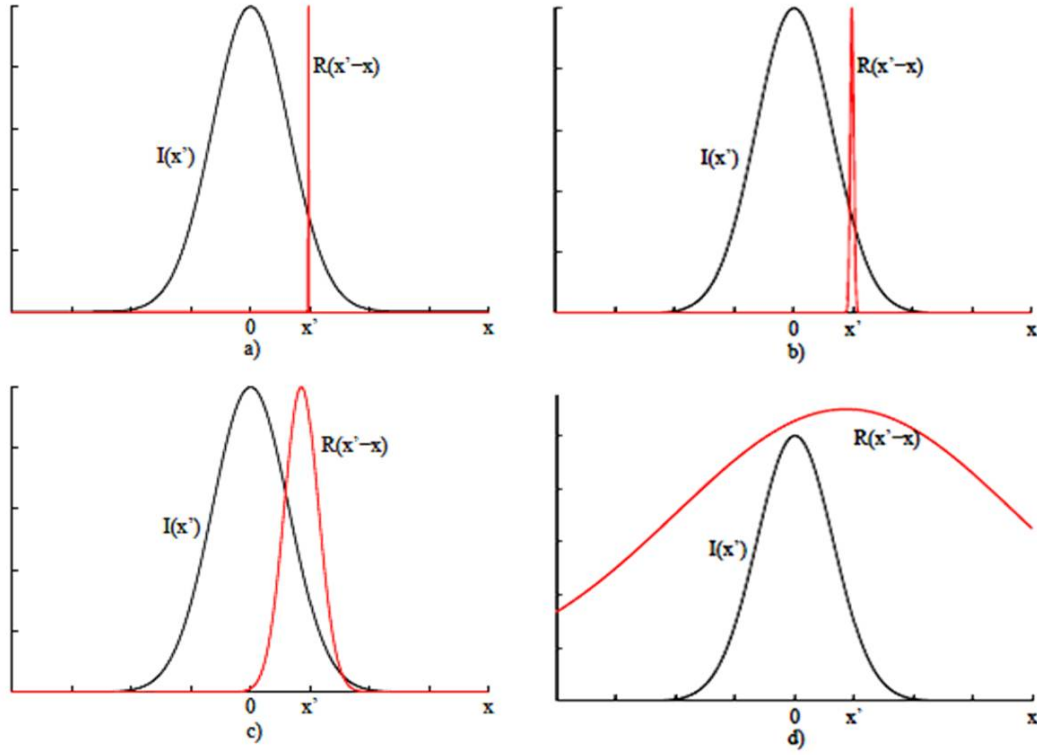 R(x’−x)
I(x’)
0 x’ x
a)
R(x’−x)
I(x’)
0 x’ x
b)
R(x’−x)
I(x’)
0 x’ x
c)
R(x’−x)
I(x’)
0 x’ x
d)